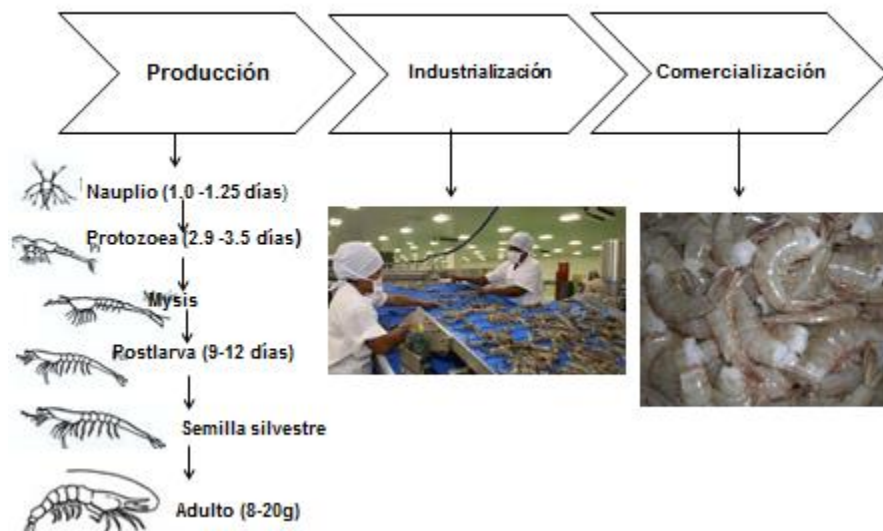 Producción
Industrialización
Comercialización
Nauplio (1.0 -1.25 días)
Protozoea (2.9 -3.5 días)
Mysis
Postlarva (9-12 días)
Semilla silvestre
Adulto (8-20g)